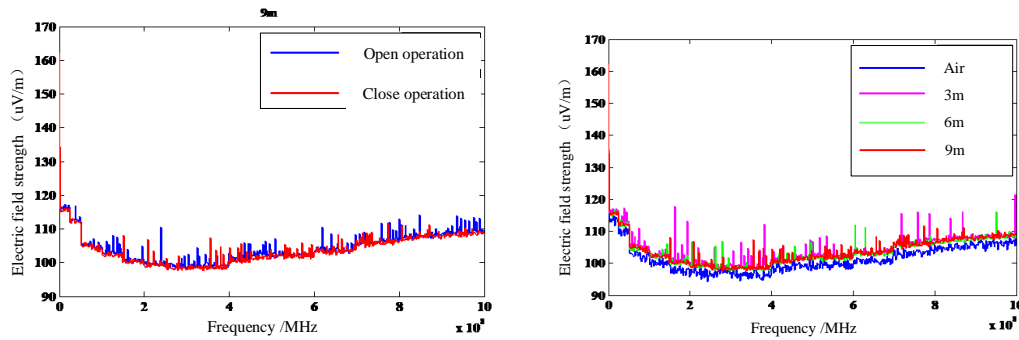 9m
170
160
150
140
130
120
110
100
90
Electric field strength （uV/m）
Open operation
Close operation
0
2
4
6
8
10
Frequency /MHz
170
160
150
140
130
120
110
100
90
Electric field strength （uV/m）
Air
3m
6m
9m
0
2
4
6
8
10
Frequency /MHz